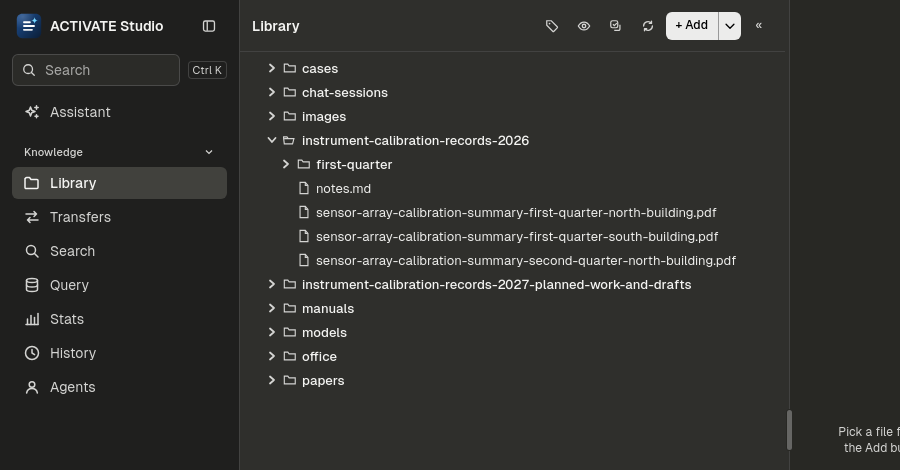 ACTIVATE Studio
Search
Ctrl K
Assistant
Knowledge
Library
Transfers
Search
Query
Stats
History
Agents
Library
+ Add
«
cases
chat-sessions
images
instrument-calibration-records-2026
first-quarter
notes.md
sensor-array-calibration-summary-first-quarter-north-building.pdf
sensor-array-calibration-summary-first-quarter-south-building.pdf
sensor-array-calibration-summary-second-quarter-north-building.pdf
instrument-calibration-records-2027-planned-work-and-drafts
manuals
models
office
papers
Pick a file f
the Add bu